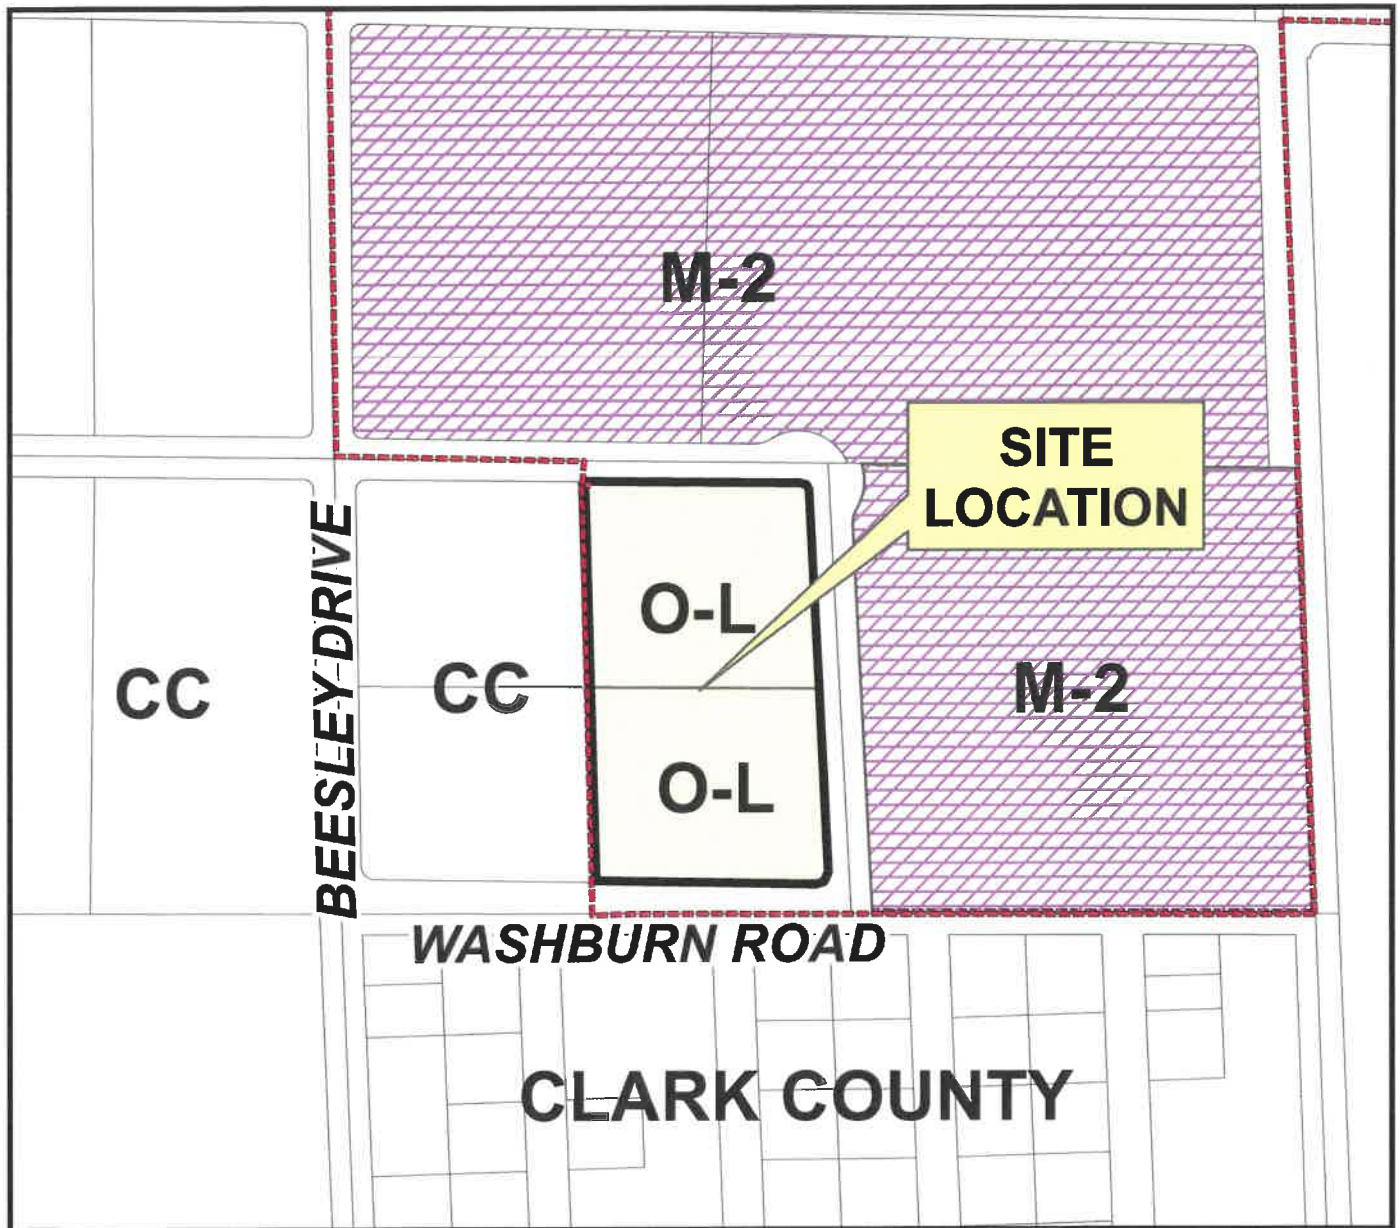 M-2
SITE
LOCATION
O-L
BEESLEY DRIVE
CC
CC
M-2
O-L
WASHBURN ROAD
CLARK COUNTY